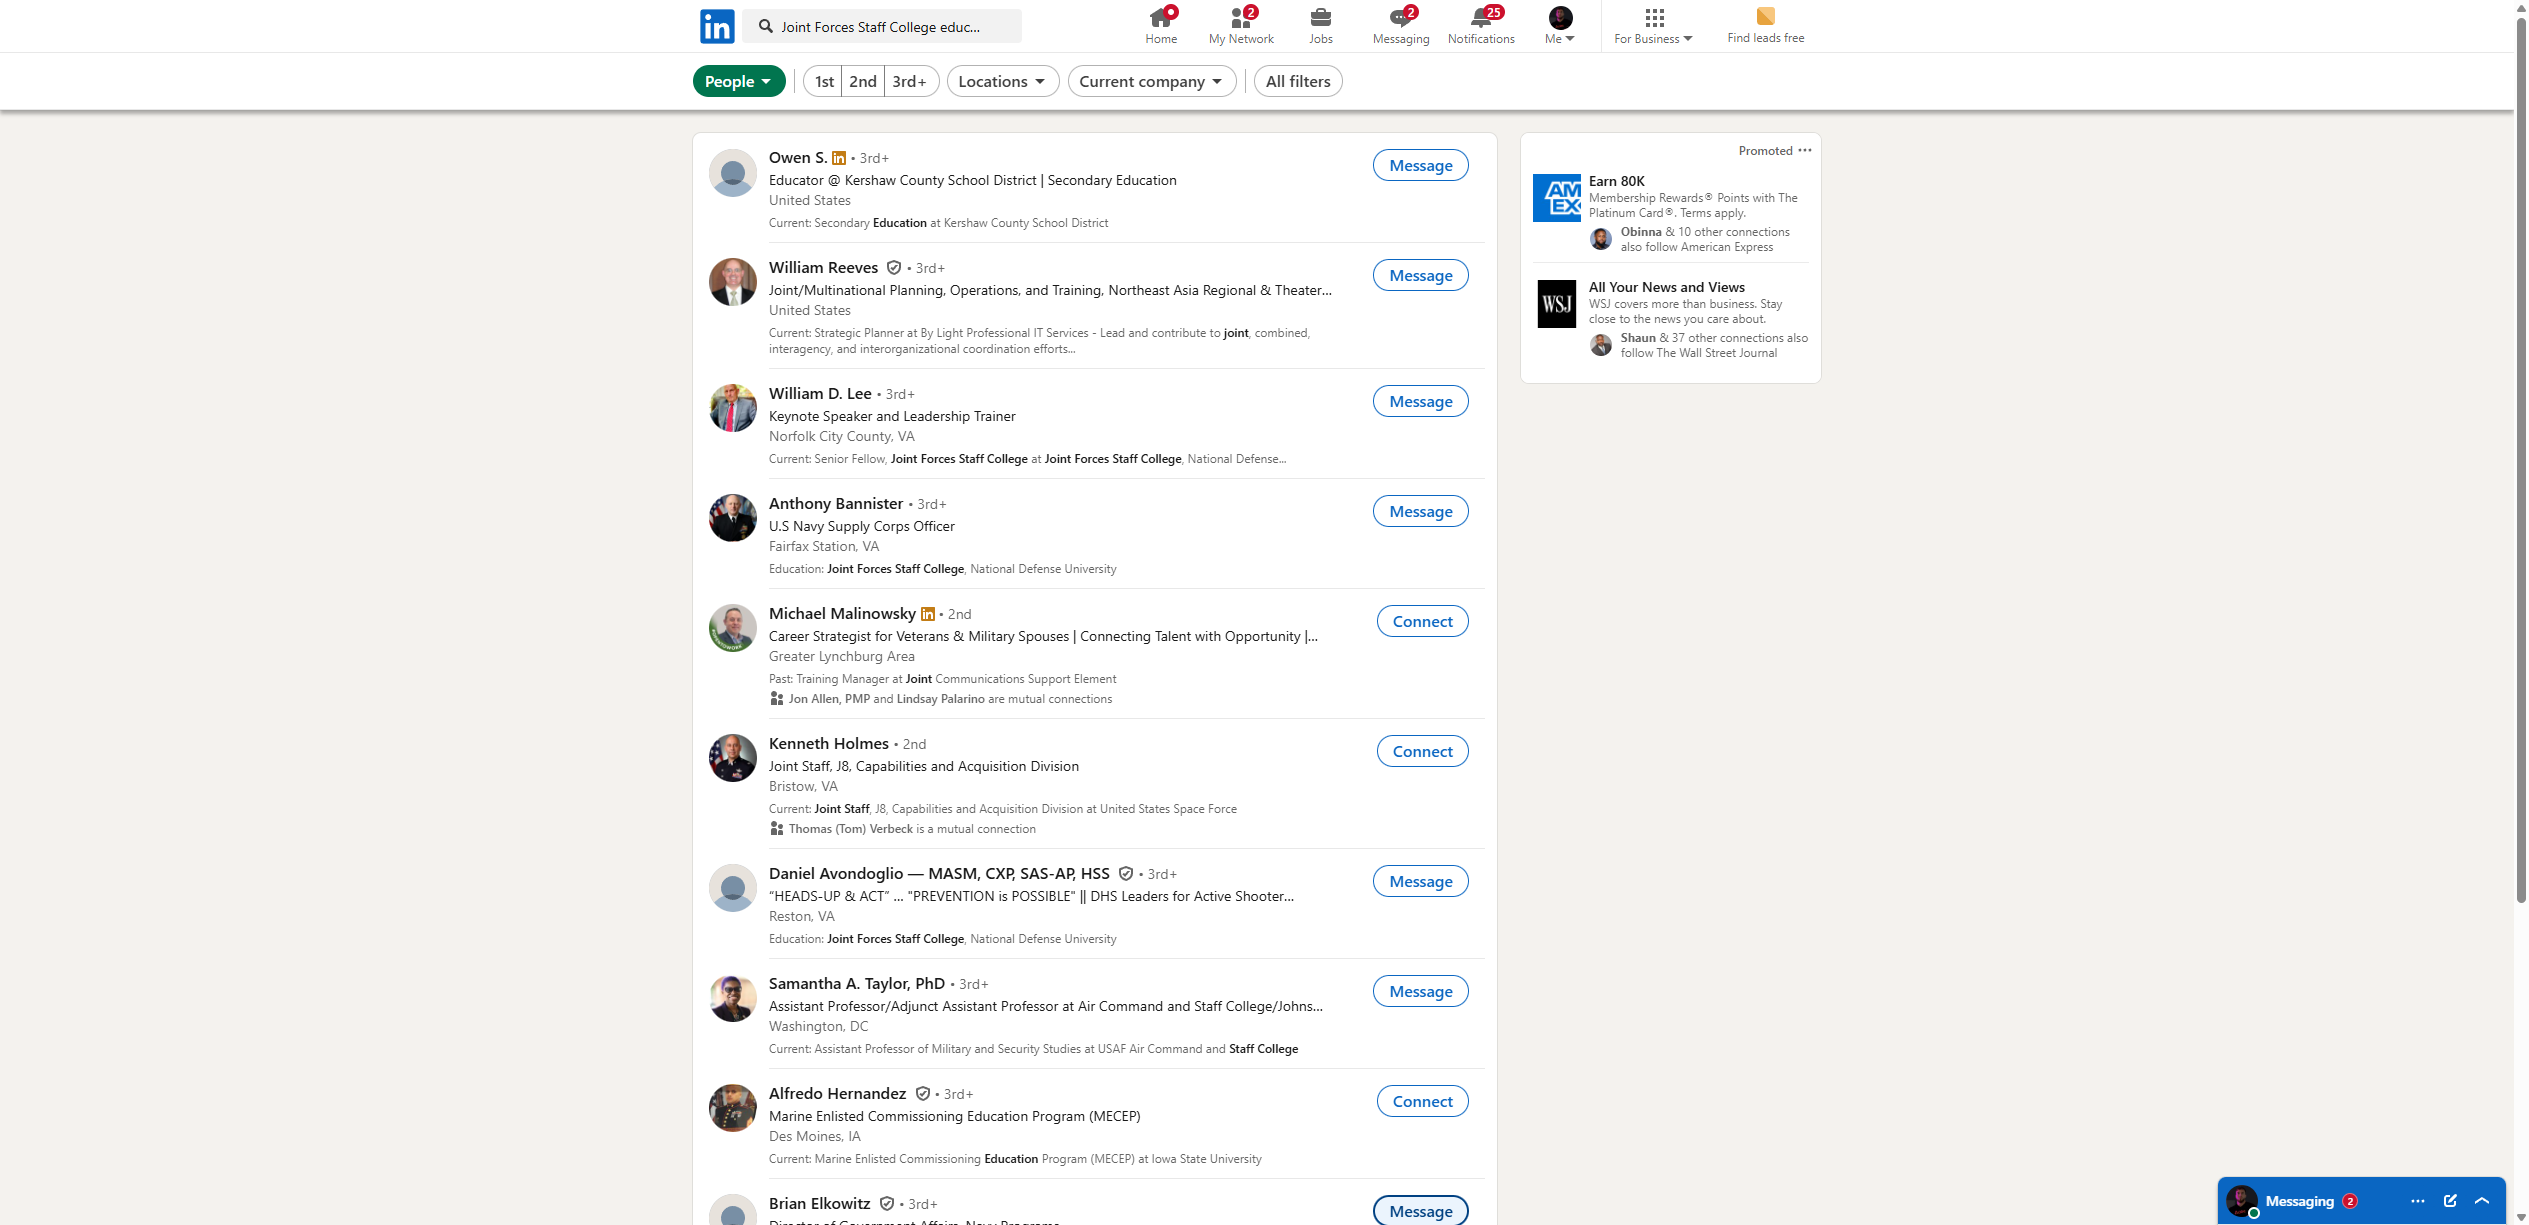 in
Joint Forces Staff College educ...
Home
2
My Network
Jobs
2
Messaging
25
Notifications
Me
For Business
Find leads free
People
1st 2nd 3rd+
Locations
Current company
All filters
Owen S. in • 3rd+
Educator @ Kershaw County School District | Secondary Education
United States
Current: Secondary Education at Kershaw County School District
Message
William Reeves • 3rd+
Joint/Multinational Planning, Operations, and Training, Northeast Asia Regional & Theater...
United States
Current: Strategic Planner at By Light Professional IT Services - Lead and contribute to joint, combined,
interagency, and interorganizational coordination efforts...
Message
William D. Lee • 3rd+
Keynote Speaker and Leadership Trainer
Norfolk City County, VA
Current: Senior Fellow, Joint Forces Staff College at Joint Forces Staff College, National Defense...
Message
Anthony Bannister • 3rd+
U.S Navy Supply Corps Officer
Fairfax Station, VA
Education: Joint Forces Staff College, National Defense University
Message
Michael Malinowsky in • 2nd
Career Strategist for Veterans & Military Spouses | Connecting Talent with Opportunity |...
Greater Lynchburg Area
Past: Training Manager at Joint Communications Support Element
Jon Allen, PMP and Lindsay Palarino are mutual connections
Connect
Kenneth Holmes • 2nd
Joint Staff, J8, Capabilities and Acquisition Division
Bristow, VA
Current: Joint Staff, J8, Capabilities and Acquisition Division at United States Space Force
Thomas (Tom) Verbeck is a mutual connection
Connect
Daniel Avondoglio — MASM, CXP, SAS-AP, HSS • 3rd+
“HEADS-UP & ACT” ... "PREVENTION is POSSIBLE" || DHS Leaders for Active Shooter...
Reston, VA
Education: Joint Forces Staff College, National Defense University
Message
Samantha A. Taylor, PhD • 3rd+
Assistant Professor/Adjunct Assistant Professor at Air Command and Staff College/Johns...
Washington, DC
Current: Assistant Professor of Military and Security Studies at USAF Air Command and Staff College
Message
Alfredo Hernandez • 3rd+
Marine Enlisted Commissioning Education Program (MECEP)
Des Moines, IA
Current: Marine Enlisted Commissioning Education Program (MECEP) at Iowa State University
Connect
Brian Elkowitz • 3rd+
Director of Government Affairs, Navy Programs
Message
Promoted
AM
EX
Earn 80K
Membership Rewards® Points with The
Platinum Card®. Terms apply.
Obinna & 10 other connections
also follow American Express
WSJ
All Your News and Views
WSJ covers more than business. Stay
close to the news you care about.
Shaun & 37 other connections also
follow The Wall Street Journal
Messaging 2